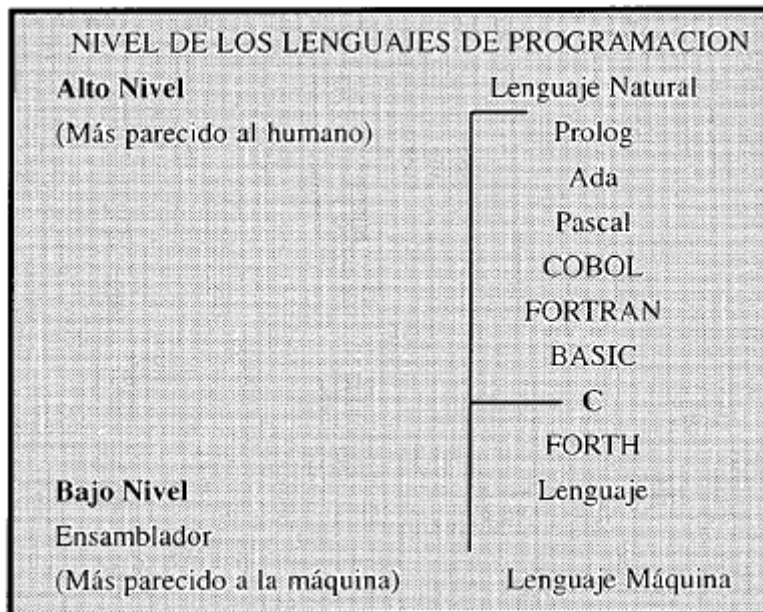 NIVEL DE LOS LENGUAJES DE PROGRAMACION
Alto Nivel Lenguaje Natural
(Más parecido al humano) Prolog
Ada
Pascal
COBOL
FORTRAN
BASIC
C
FORTH
Bajo Nivel Lenguaje
Ensamblador
(Más parecido a la máquina) Lenguaje Máquina